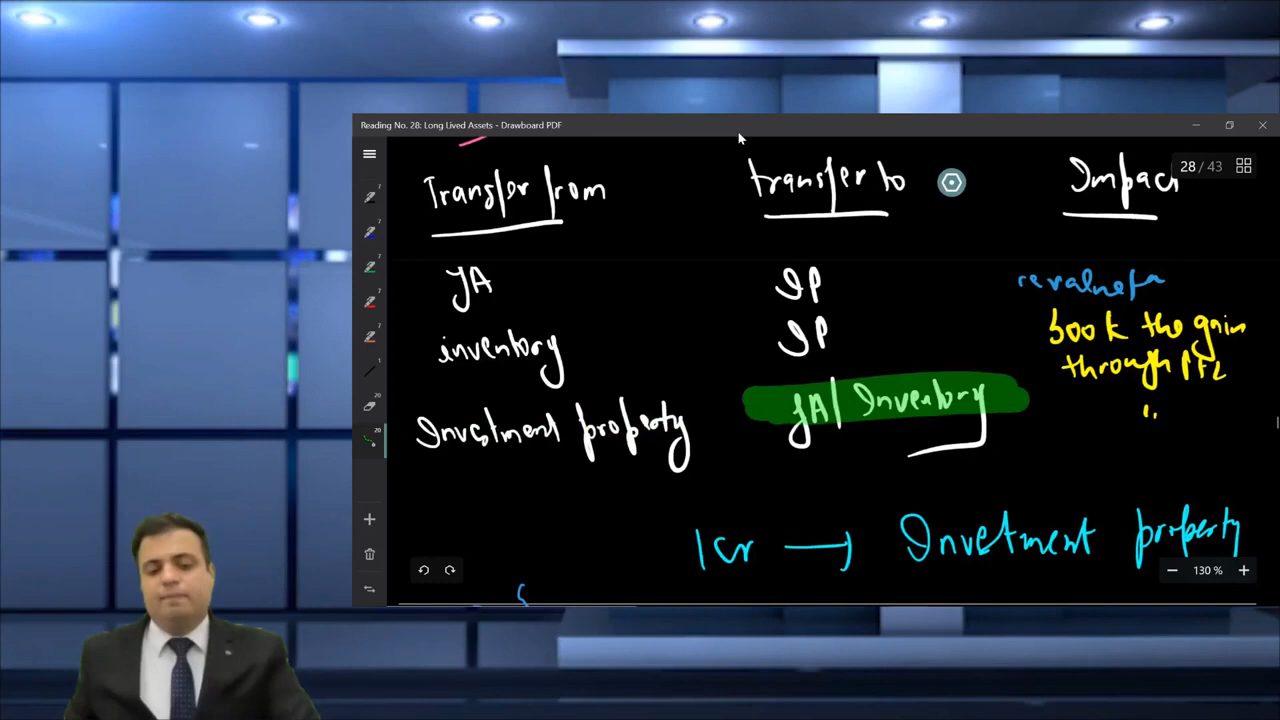 Reading No. 28: Long Lived Assets - Drawboard PDF
28 / 43
Transfer from transfer to Impact
FA IP
inventory IP book the gain
through P&L
Investment property FA / Inventory "
1cr → Investment property
130 %